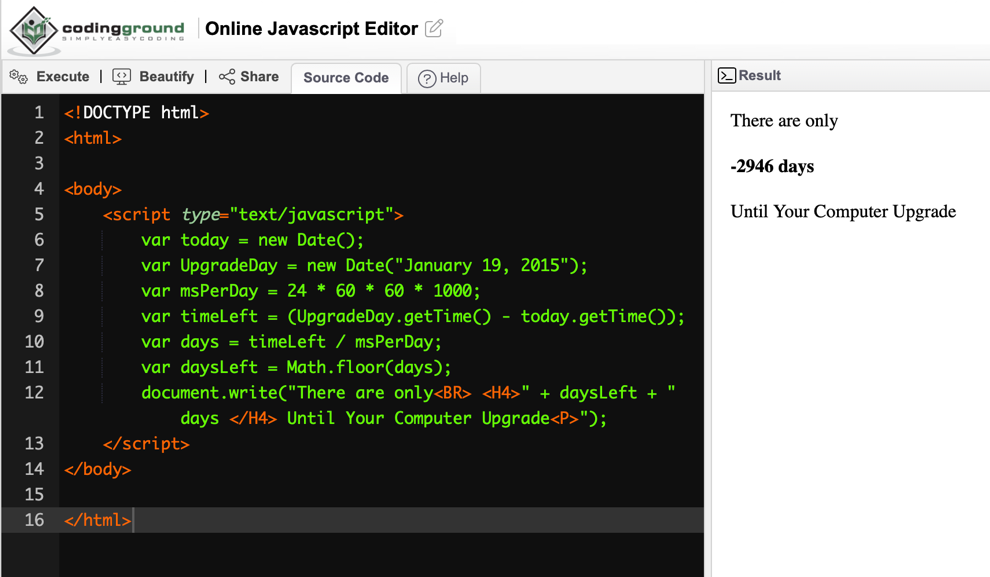 codingground
SIMPLYEASYCODING
Online Javascript Editor
Execute | Beautify | Share Source Code Help
Result
1 <!DOCTYPE html>
2 <html>
3
4 <body>
5 <script type="text/javascript">
6 var today = new Date();
7 var UpgradeDay = new Date("January 19, 2015");
8 var msPerDay = 24 * 60 * 60 * 1000;
9 var timeLeft = (UpgradeDay.getTime() - today.getTime());
10 var days = timeLeft / msPerDay;
11 var daysLeft = Math.floor(days);
12 document.write("There are only<BR> <H4>" + daysLeft + "
days </H4> Until Your Computer Upgrade<P>");
13 </script>
14 </body>
15
16 </html>
There are only
-2946 days
Until Your Computer Upgrade